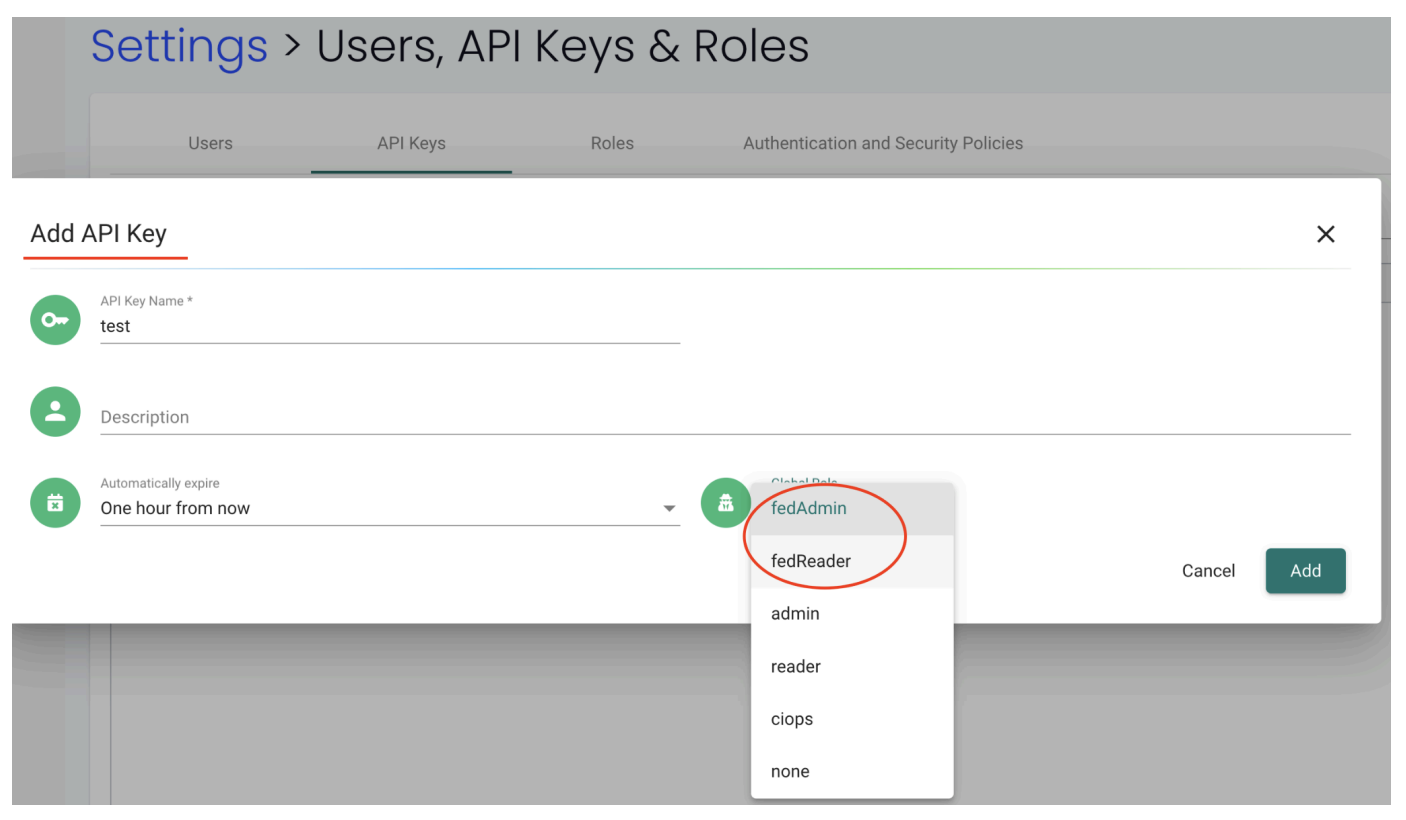 Settings > Users, API Keys & Roles
Users API Keys Roles Authentication and Security Policies
Add API Key
API Key Name *
test
Description
Automatically expire
One hour from now
Global Role
fedAdmin
fedReader
admin
reader
ciops
none
Cancel Add